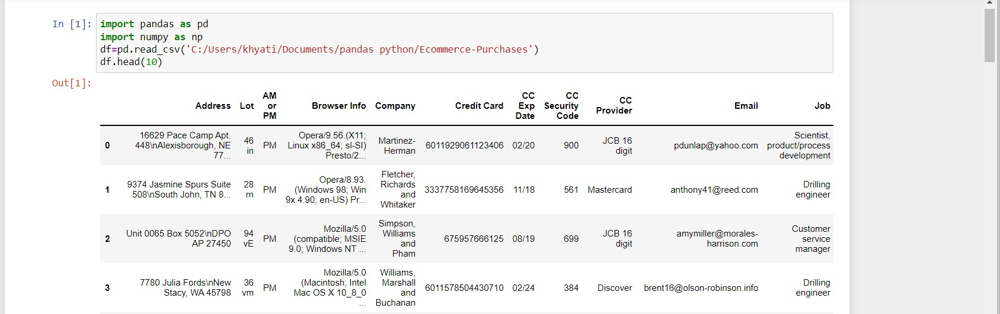 In [1]:
import pandas as pd
import numpy as np
df=pd.read_csv('C:/Users/khyati/Documents/pandas python/Ecommerce-Purchases')
df.head(10)
Out[1]:
Address Lot AM or PM Browser Info Company Credit Card CC Exp Date CC Security Code CC Provider Email Job
0 16629 Pace Camp Apt. 448\nAlexisborough, NE 77... 46 in PM Opera/9.56.(X11; Linux x86_64; sl-SI) Presto/2... Martinez-Herman 6011929061123406 02/20 900 JCB 16 digit pdunlap@yahoo.com Scientist, product/process development
1 9374 Jasmine Spurs Suite 508\nSouth John, TN 8... 28 rn PM Opera/8.93.(Windows 98; Win 9x 4.90; en-US) Pr... Fletcher, Richards and Whitaker 3337758169645356 11/18 561 Mastercard anthony41@reed.com Drilling engineer
2 Unit 0065 Box 5052\nDPO AP 27450 94 vE PM Mozilla/5.0 (compatible; MSIE 9.0; Windows NT ... Simpson, Williams and Pham 675957666125 08/19 699 JCB 16 digit amymiller@morales-harrison.com Customer service manager
3 7780 Julia Fords\nNew Stacy, WA 45798 36 vm PM Mozilla/5.0 (Macintosh; Intel Mac OS X 10_8_0 ... Williams, Marshall and Buchanan 6011578504430710 02/24 384 Discover brent16@olson-robinson.info Drilling engineer